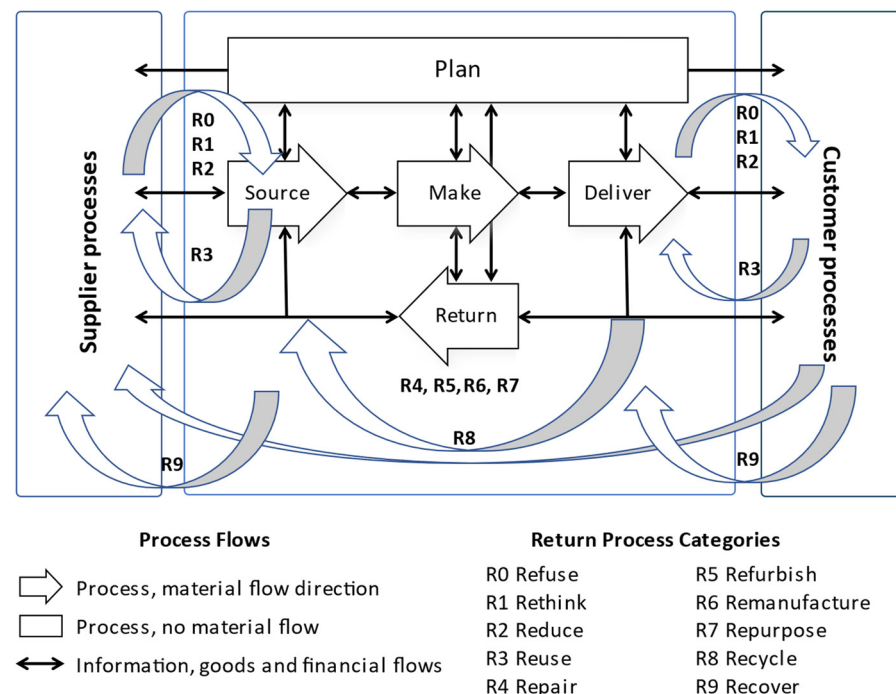 Plan
R0
R1
R2
R0
R1
R2
Supplier processes
Source
Make
Deliver
Customer processes
R3
R3
Return
R4, R5,R6, R7
R8
R9
R9
Process Flows
Process, material flow direction
Process, no material flow
Information, goods and financial flows
Return Process Categories
R0 Refuse
R1 Rethink
R2 Reduce
R3 Reuse
R4 Repair
R5 Refurbish
R6 Remanufacture
R7 Repurpose
R8 Recycle
R9 Recover